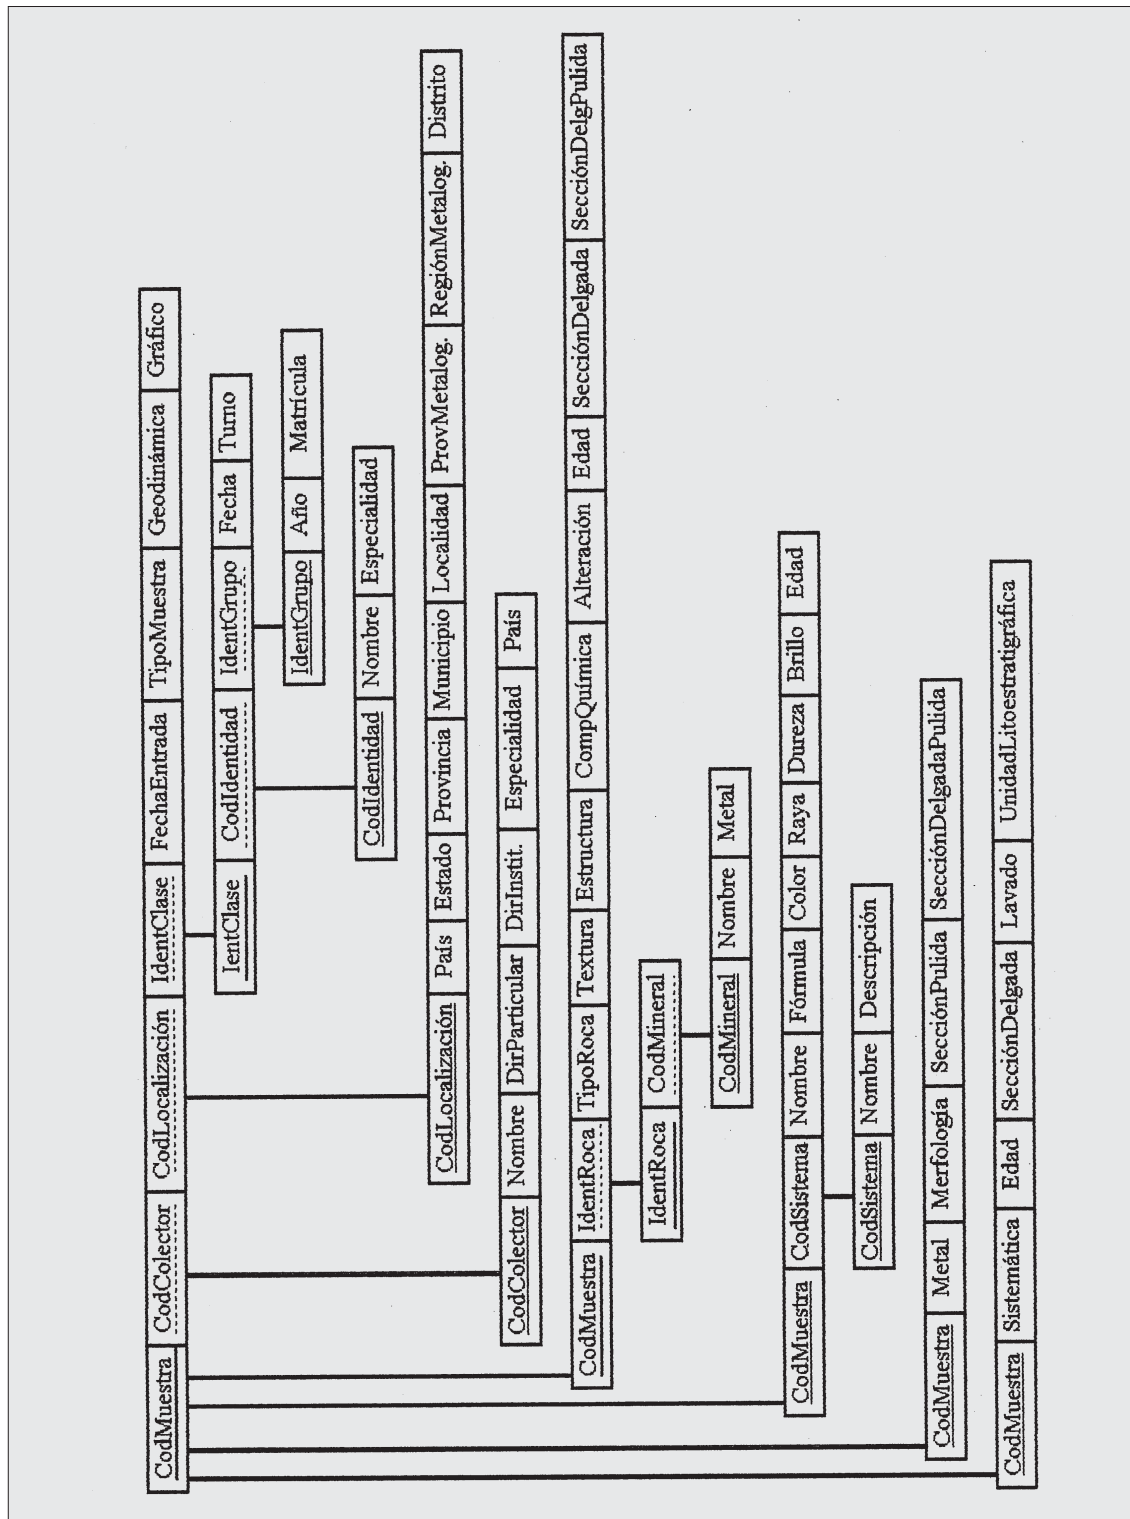 CodMuestra CodColector CodLocalización IdentClase FechaEntrada TipoMuestra Geodinámica Gráfico
IentClase CodIdentidad IdentGrupo Fecha Turno
IdentGrupo Año Matrícula
CodIdentidad Nombre Especialidad
CodLocalización País Estado Provincia Municipio Localidad ProvMetalog. RegiónMetalog. Distrito
CodColector Nombre DirParticular DirInstit. Especialidad País
CodMuestra IdentRoca TipoRoca Textura Estructura CompQuímica Alteración Edad SecciónDelgada SecciónDelgPulida
IdentRoca CodMineral
CodMineral Nombre Metal
CodMuestra CodSistema Nombre Fórmula Color Raya Dureza Brillo Edad
CodSistema Nombre Descripción
CodMuestra Metal Merfología SecciónPulida SecciónDelgadaPulida
CodMuestra Sistemática Edad SecciónDelgada Lavado UnidadLitoestratigráfica